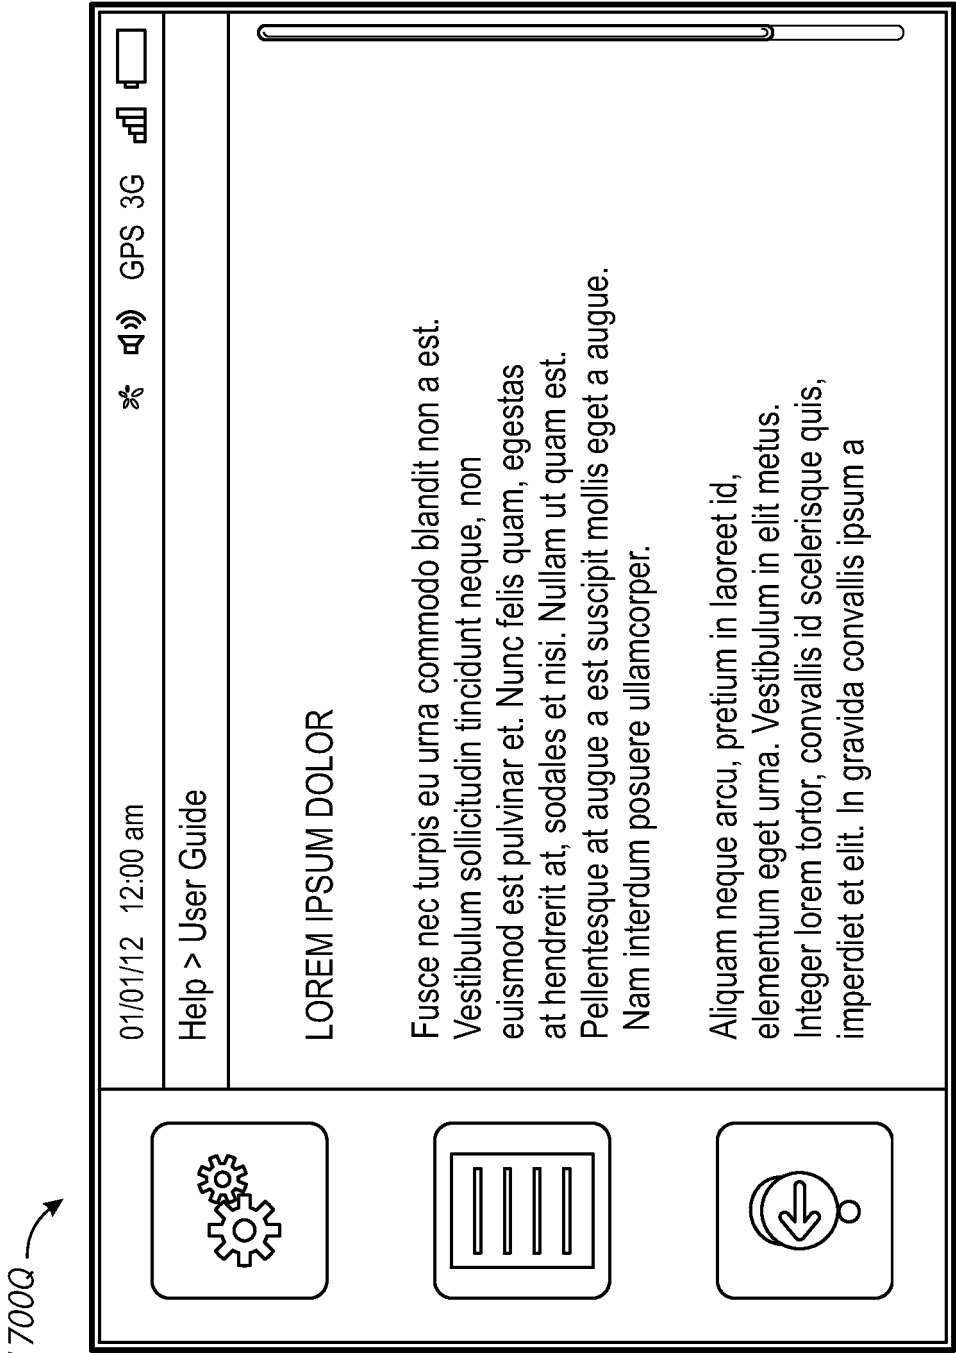 01/01/12 12:00 am GPS 3G
Help > User Guide
LOREM IPSUM DOLOR
Fusce nec turpis eu urna commodo blandit non a est.
Vestibulum sollicitudin tincidunt neque, non
euismod est pulvinar et. Nunc felis quam, egestas
at hendrerit at, sodales et nisi. Nullam ut quam est.
Pellentesque at augue a est suscipit mollis eget a augue.
Nam interdum posuere ullamcorper.
Aliquam neque arcu, pretium in laoreet id,
elementum eget urna. Vestibulum in elit metus.
Integer lorem tortor, convallis id scelerisque quis,
imperdiet et elit. In gravida convallis ipsum a
700Q